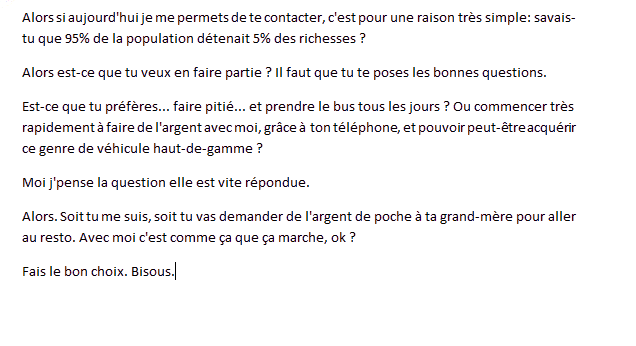 Alors si aujourd'hui je me permets de te contacter, c'est pour une raison très simple: savais-
tu que 95% de la population détenait 5% des richesses ?
Alors est-ce que tu veux en faire partie ? Il faut que tu te poses les bonnes questions.
Est-ce que tu préfères... faire pitié... et prendre le bus tous les jours ? Ou commencer très
rapidement à faire de l'argent avec moi, grâce à ton téléphone, et pouvoir peut-être acquérir
ce genre de véhicule haut-de-gamme ?
Moi j'pense la question elle est vite répondue.
Alors. Soit tu me suis, soit tu vas demander de l'argent de poche à ta grand-mère pour aller
au resto. Avec moi c'est comme ça que ça marche, ok ?
Fais le bon choix. Bisous.